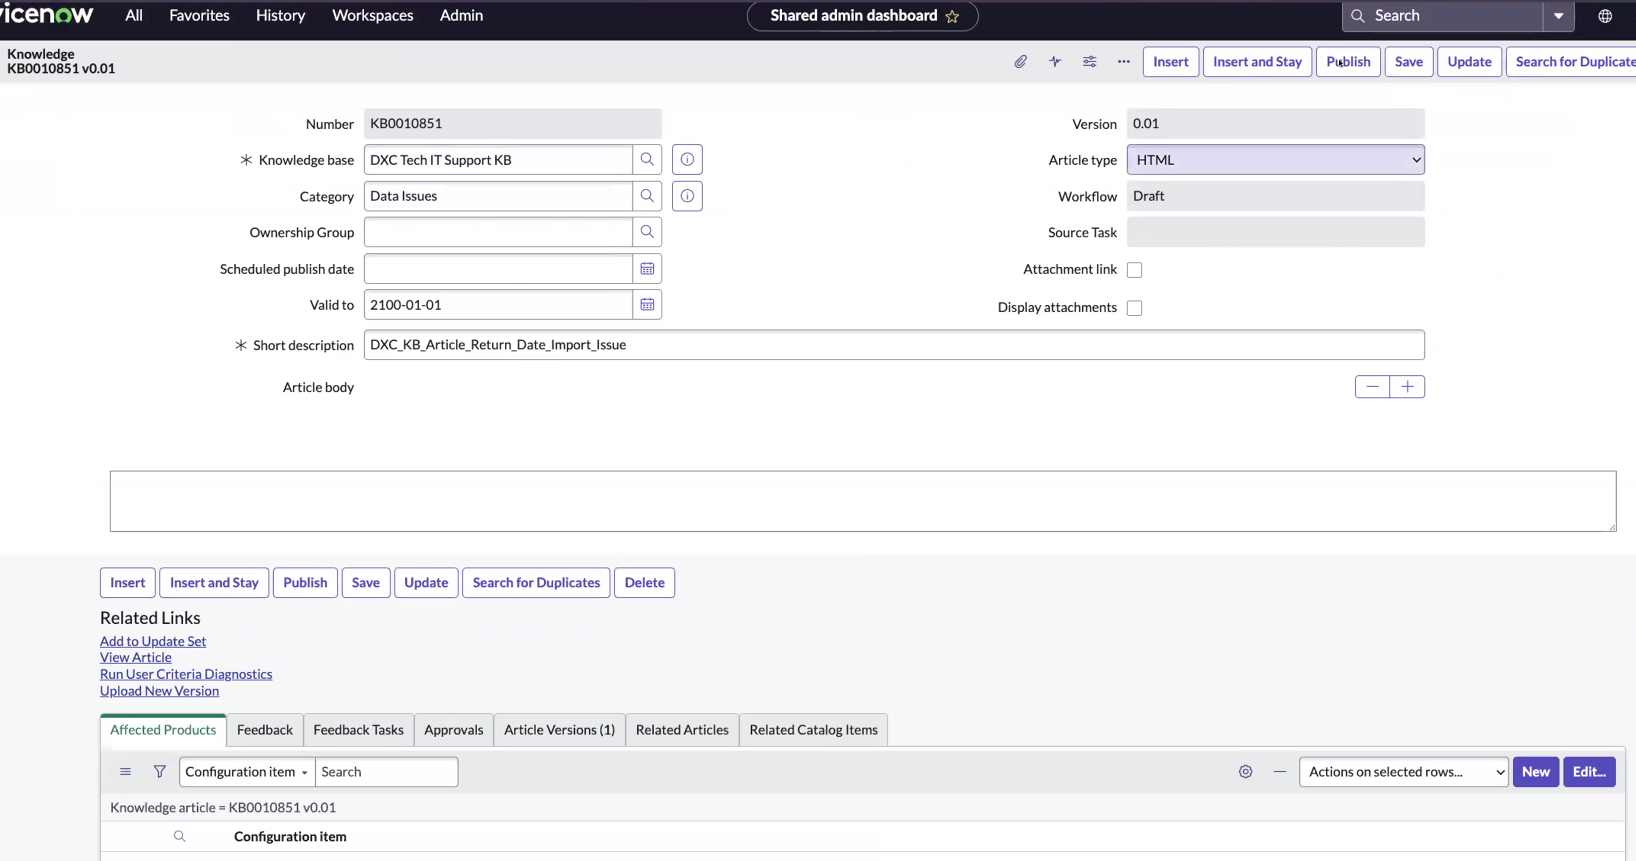 vicenow All Favorites History Workspaces Admin Shared admin dashboard Search
Knowledge
KB0010851 v0.01
Insert Insert and Stay Publish Save Update Search for Duplicate
Number KB0010851 Version 0.01
Knowledge base DXC Tech IT Support KB Article type HTML
Category Data Issues Workflow Draft
Ownership Group Source Task
Scheduled publish date Attachment link
Valid to 2100-01-01 Display attachments
Short description DXC_KB_Article_Return_Date_Import_Issue
Article body
Insert Insert and Stay Publish Save Update Search for Duplicates Delete
Related Links
Add to Update Set
View Article
Run User Criteria Diagnostics
Upload New Version
Affected Products Feedback Feedback Tasks Approvals Article Versions (1) Related Articles Related Catalog Items
Configuration item Search Actions on selected rows... New Edit...
Knowledge article = KB0010851 v0.01
Configuration item